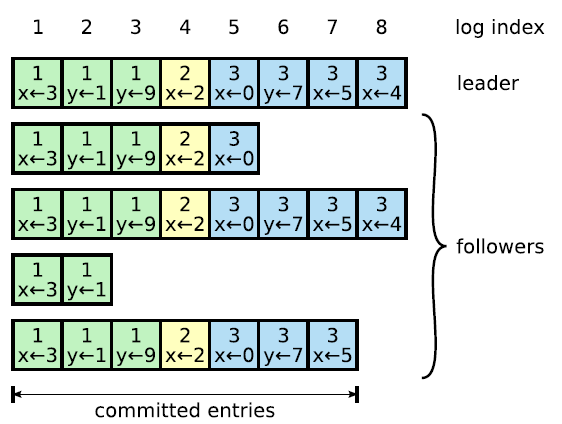 1 2 3 4 5 6 7 8 log index
1 1 1 2 3 3 3 3
x←3 y←1 y←9 x←2 x←0 y←7 x←5 x←4
leader
1 1 1 2 3
x←3 y←1 y←9 x←2 x←0
1 1 1 2 3 3 3 3
x←3 y←1 y←9 x←2 x←0 y←7 x←5 x←4
followers
1 1
x←3 y←1
1 1 1 2 3 3 3
x←3 y←1 y←9 x←2 x←0 y←7 x←5
committed entries